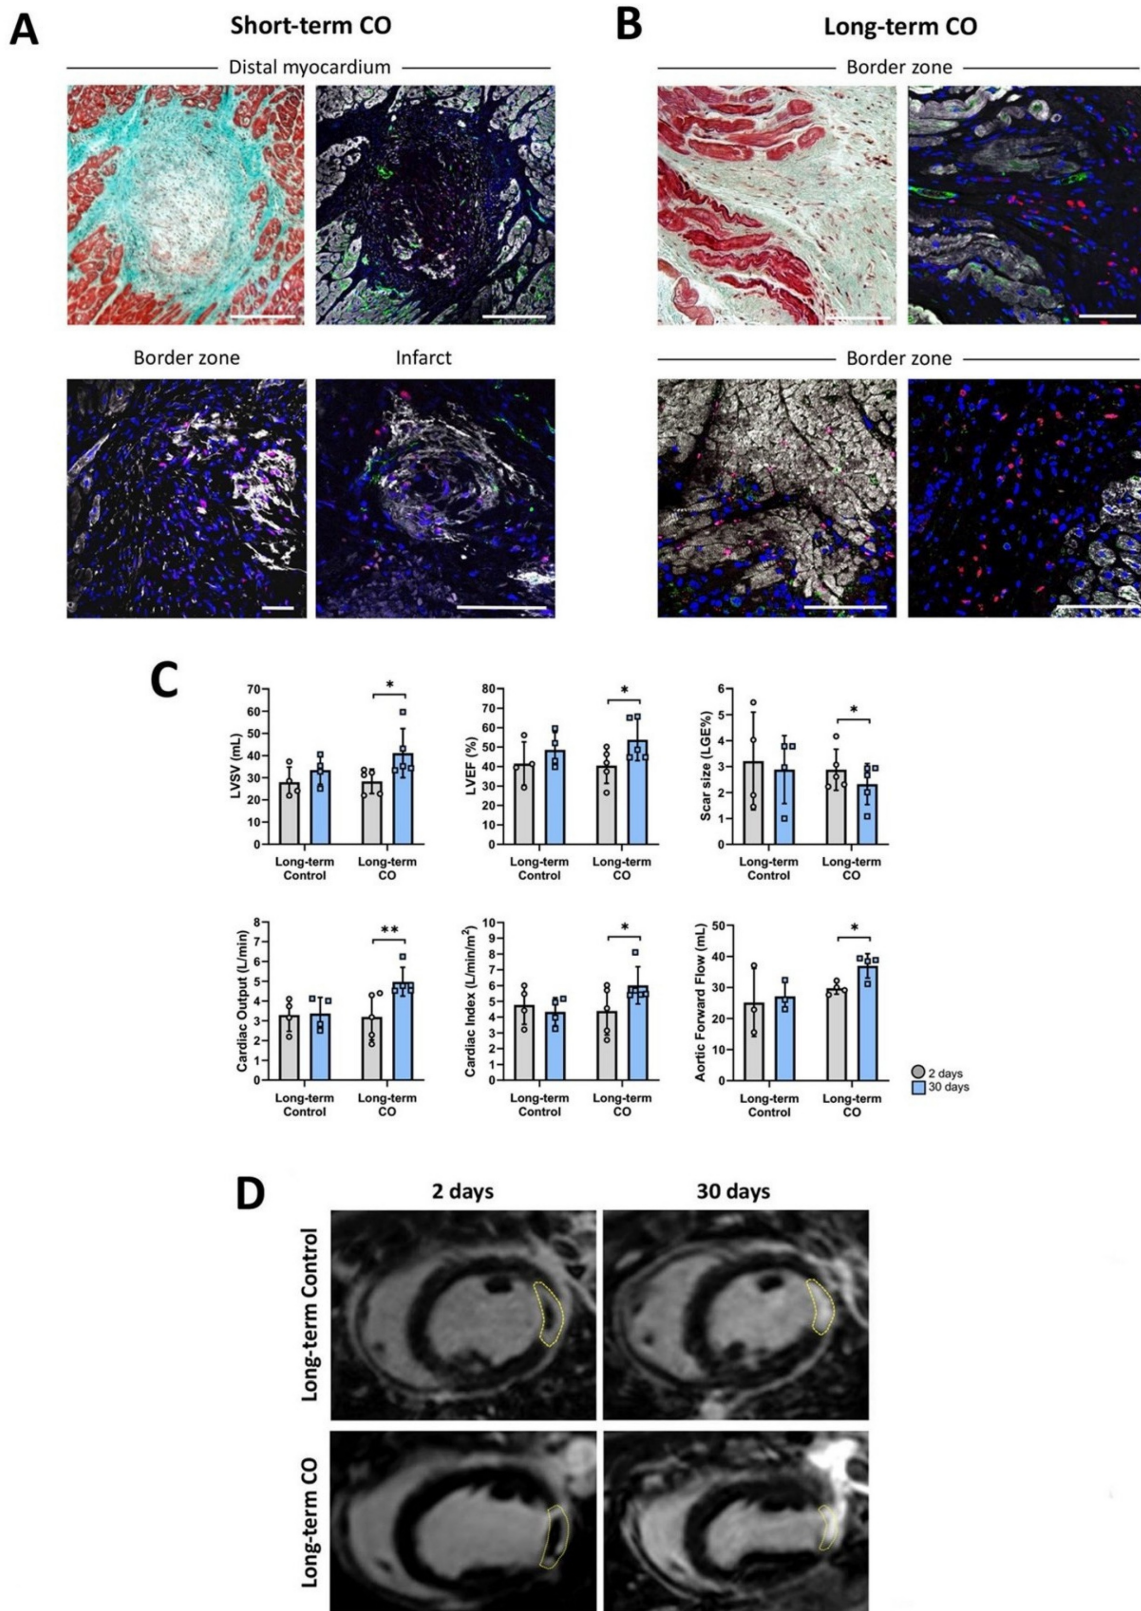 A
Short-term CO
Distal myocardium
Border zone
Infarct
B
Long-term CO
Border zone
Border zone
C
LVSV (mL)
70
60
50
40
30
20
10
0
*
Long-term
Control
Long-term
CO
LVEF (%)
80
70
60
50
40
30
20
10
0
*
Long-term
Control
Long-term
CO
Scar size (LGE%)
6
5
4
3
2
1
0
*
Long-term
Control
Long-term
CO
Cardiac Output (L/min)
8
7
6
5
4
3
2
1
0
**
Long-term
Control
Long-term
CO
Cardiac Index (L/min/m²)
10
9
8
7
6
5
4
3
2
1
0
*
Long-term
Control
Long-term
CO
Aortic Forward Flow (mL)
50
40
30
20
10
0
*
Long-term
Control
Long-term
CO
2 days
30 days
D
2 days
30 days
Long-term Control
Long-term CO